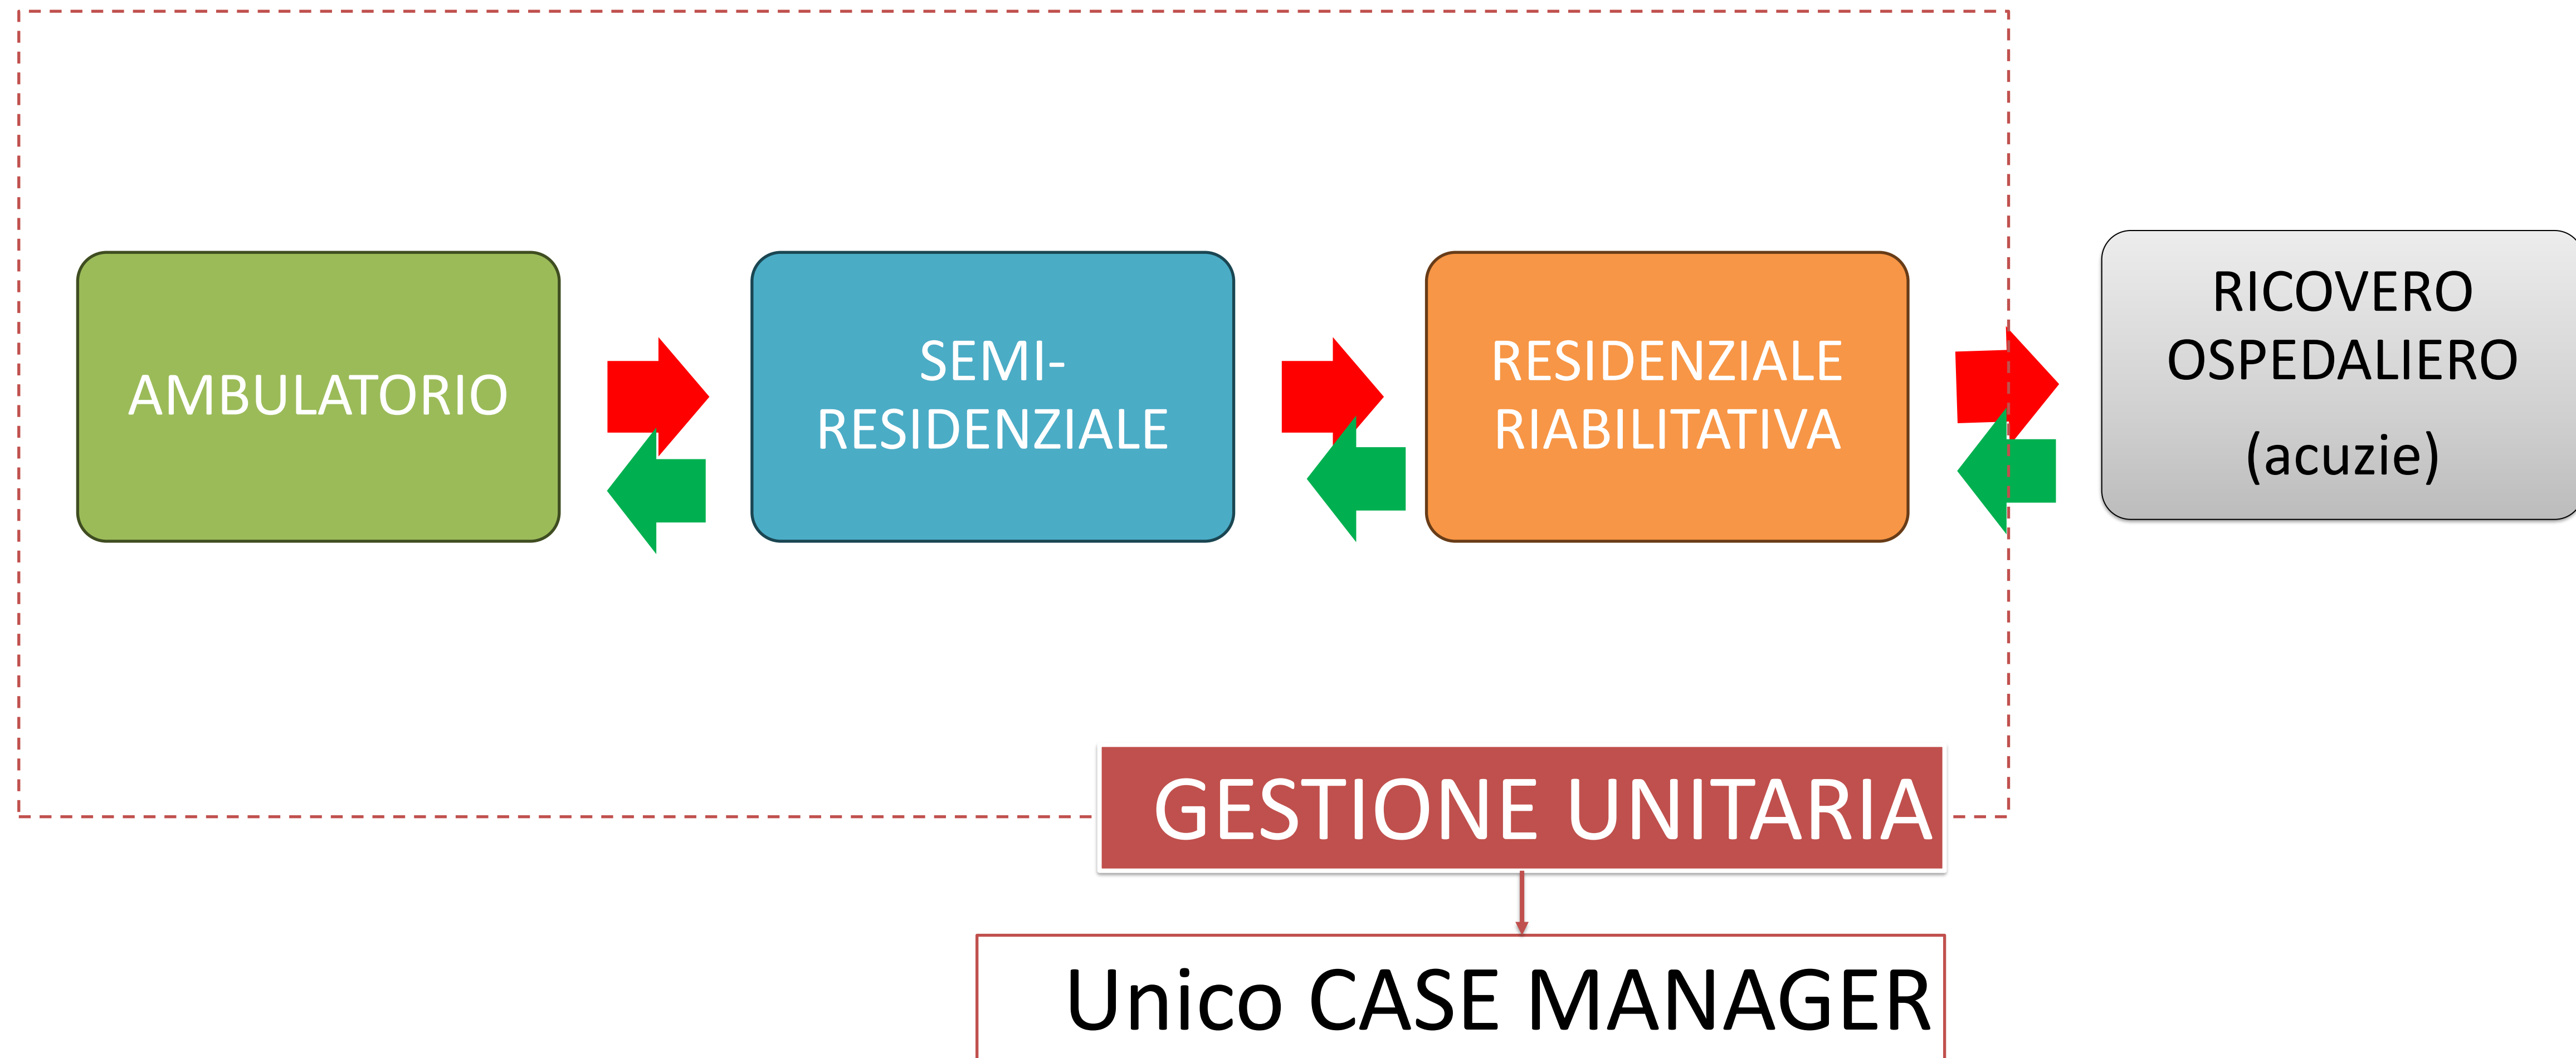 AMBULATORIO
SEMI-
RESIDENZIALE
RESIDENZIALE
RIABILITATIVA
RICOVERO
OSPEDALIERO
(acuzie)
GESTIONE UNITARIA
Unico CASE MANAGER